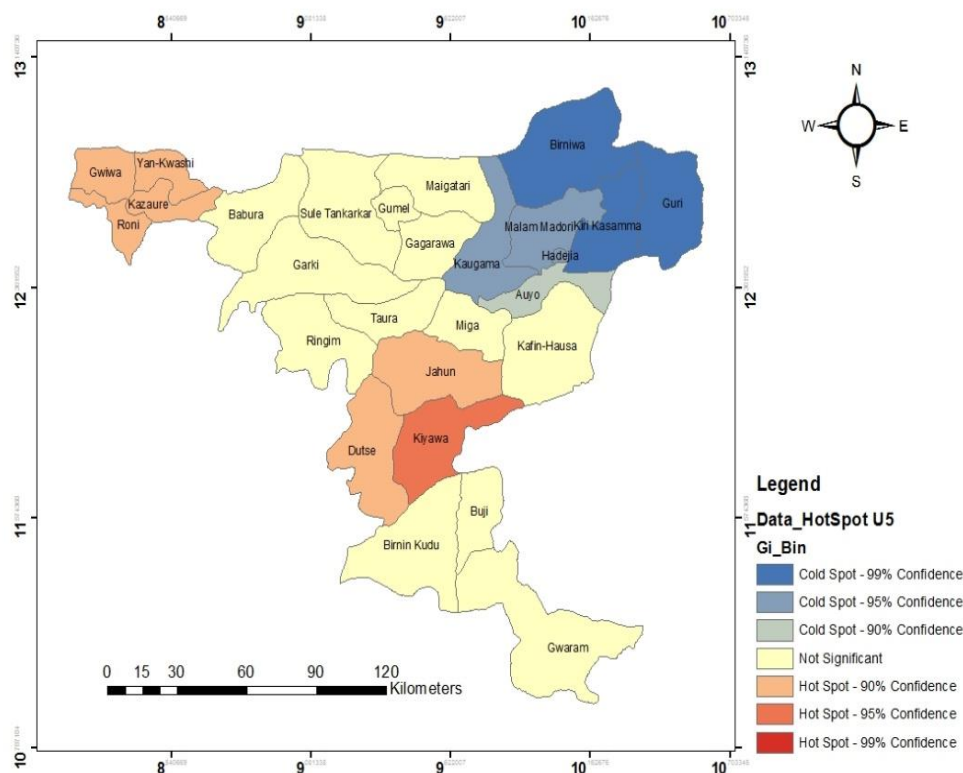 8 9 9 10 10
13 13
N
W E
S
Birniwa
Yan-Kwashi
Gwiwa
Maigatari
Kazaure
Guri
Babura Sule Tankarkar Gumel
Roni
Malam Madori Kiri Kasamma
Gagarawa
Hadejia
Garki Kaugama
12 12
Auyo
Taura
Miga
Ringim Kafin-Hausa
Jahun
Kiyawa
Dutse
Legend
Buji
Data_HotSpot U5
11 11
Birnin Kudu
Gi_Bin
Cold Spot - 99% Confidence
Cold Spot - 95% Confidence
Cold Spot - 90% Confidence
Gwaram
Not Significant
0 15 30 60 90 120
Kilometers
Hot Spot - 90% Confidence
Hot Spot - 95% Confidence
Hot Spot - 99% Confidence
10 10
8 9 9 10 10